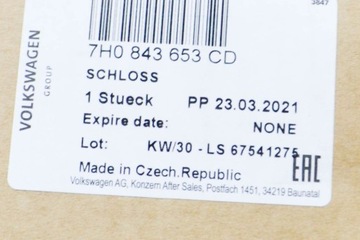 3847
VOLKSWAGEN
GROUP
7H0 843 653 CD
SCHLOSS
1 Stueck PP 23.03.2021
Expire date: NONE
Lot: KW/30 - LS 67541275
EAC
Made in Czech.Republic
Volkswagen AG, Konzern After Sales, Postfach 1451, 34219 Baunatal